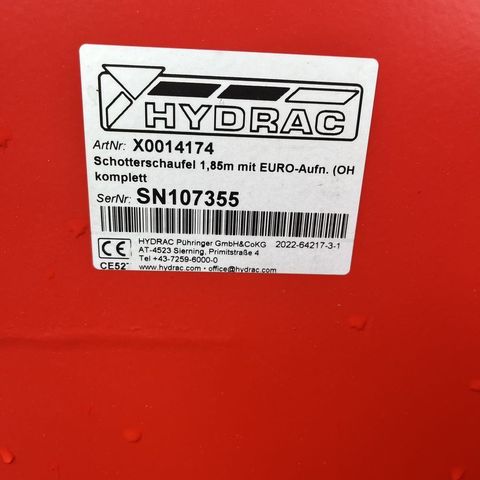 HYDRAC
ArtNr: X0014174
Schotterschaufel 1,85m mit EURO-Aufn. (OH
komplett
SerNr: SN107355
HYDRAC Pühringer GmbH&CoKG 2022-64217-3-1
AT-4523 Sierning, Primitstraße 4
Tel +43-7259-6000-0
www.hydrac.com • office@hydrac.com
CE
CE52